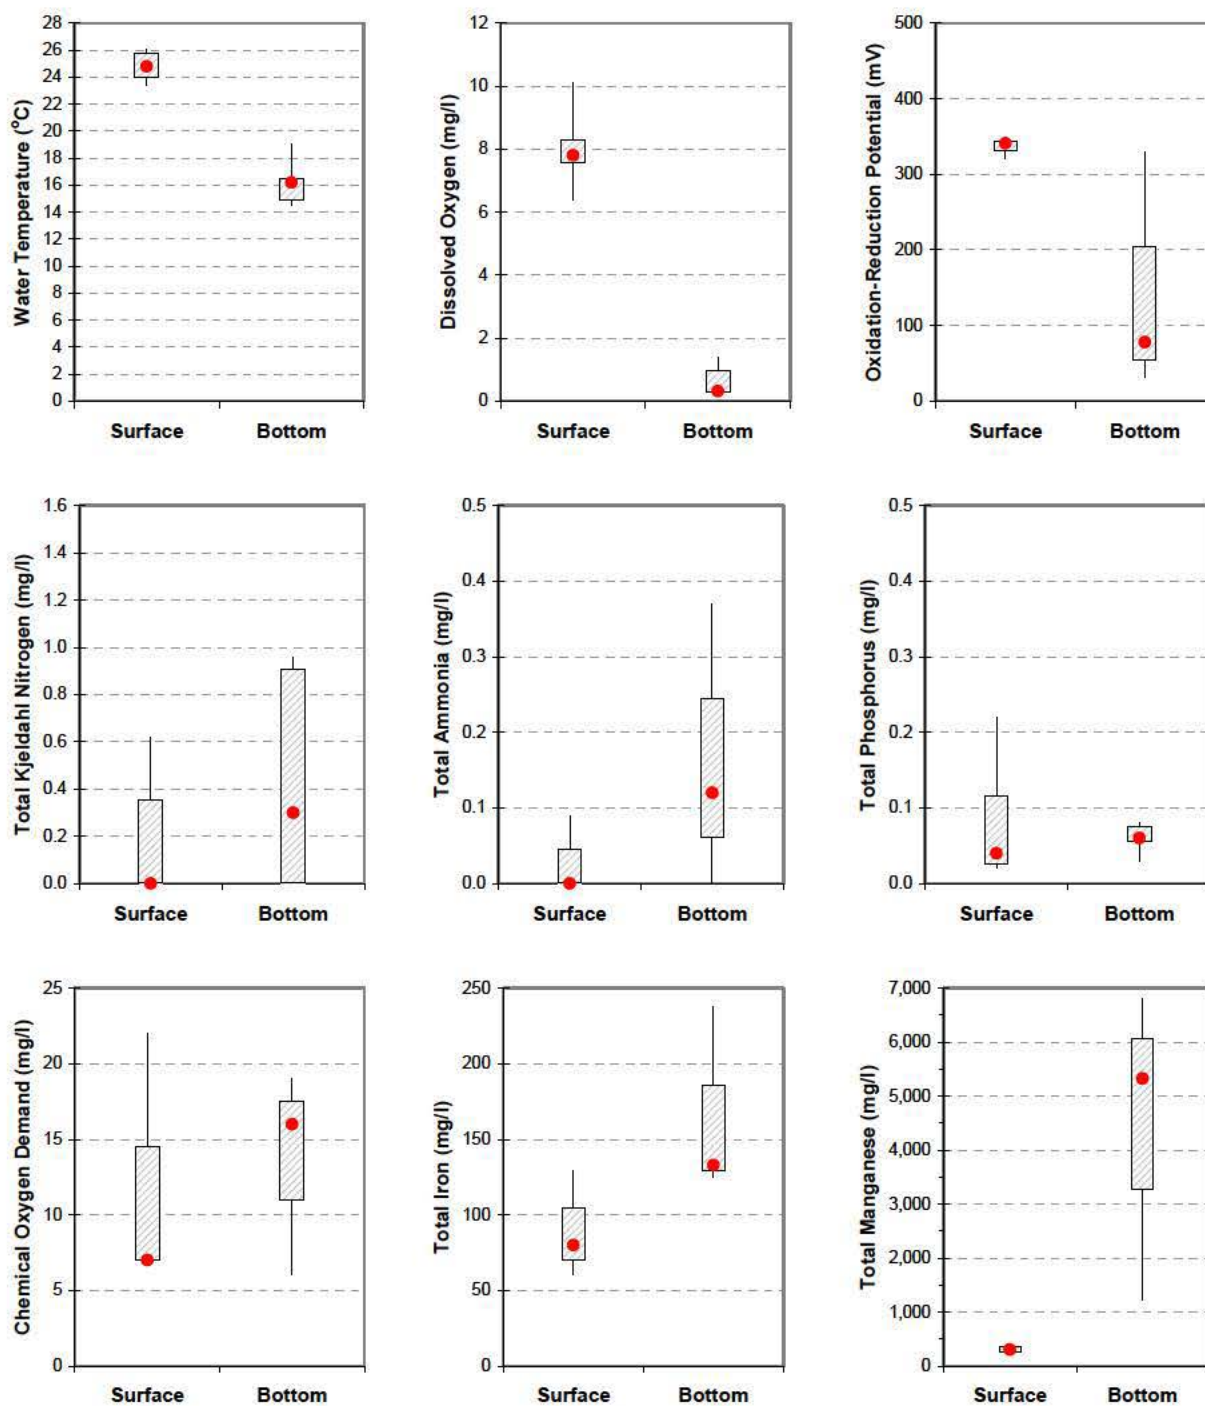 Water Temperature (°C)
28
26
24
22
20
18
16
14
12
10
8
6
4
2
0
Surface
Bottom
Dissolved Oxygen (mg/l)
12
10
8
6
4
2
0
Surface
Bottom
Oxidation-Reduction Potential (mV)
500
400
300
200
100
0
Surface
Bottom
Total Kjeldahl Nitrogen (mg/l)
1.6
1.4
1.2
1.0
0.8
0.6
0.4
0.2
0.0
Surface
Bottom
Total Ammonia (mg/l)
0.5
0.4
0.3
0.2
0.1
0.0
Surface
Bottom
Total Phosphorus (mg/l)
0.5
0.4
0.3
0.2
0.1
0.0
Surface
Bottom
Chemical Oxygen Demand (mg/l)
25
20
15
10
5
0
Surface
Bottom
Total Iron (mg/l)
250
200
150
100
50
0
Surface
Bottom
Total Manganese (mg/l)
7,000
6,000
5,000
4,000
3,000
2,000
1,000
0
Surface
Bottom